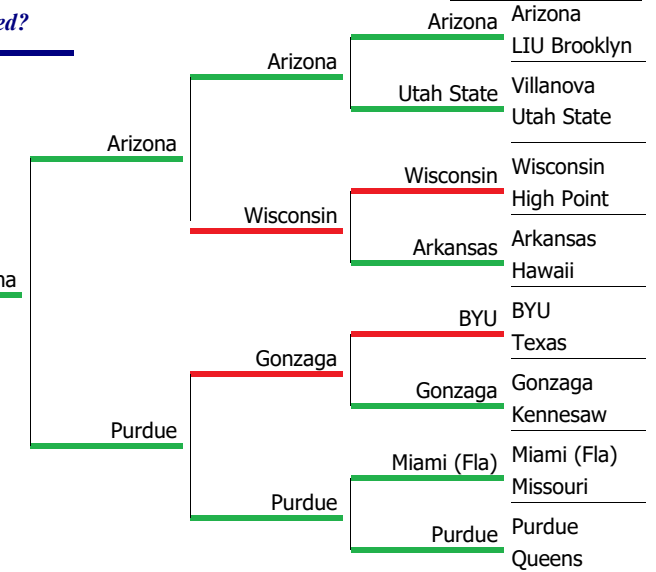 ed?
Arizona
Arizona
LIU Brooklyn
Arizona
Utah State
Villanova
Utah State
Arizona
Wisconsin
Wisconsin
High Point
Wisconsin
Arkansas
Arkansas
Hawaii
na
BYU
BYU
Texas
Gonzaga
Gonzaga
Gonzaga
Kennesaw
Purdue
Miami (Fla)
Miami (Fla)
Missouri
Purdue
Purdue
Purdue
Queens